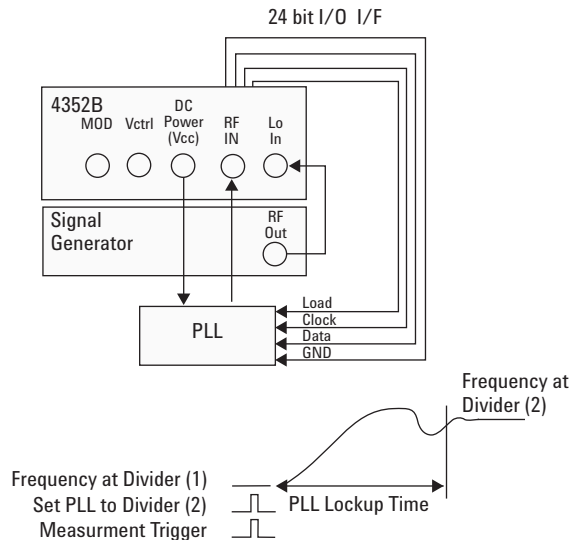 24 bit I/O I/F
4352B
MOD
Vctrl
DC
Power
(Vcc)
RF
IN
Lo
In
Signal
Generator
RF
Out
PLL
Load
Clock
Data
GND
Frequency at
Divider (2)
Frequency at Divider (1)
Set PLL to Divider (2)
PLL Lockup Time
Measurment Trigger